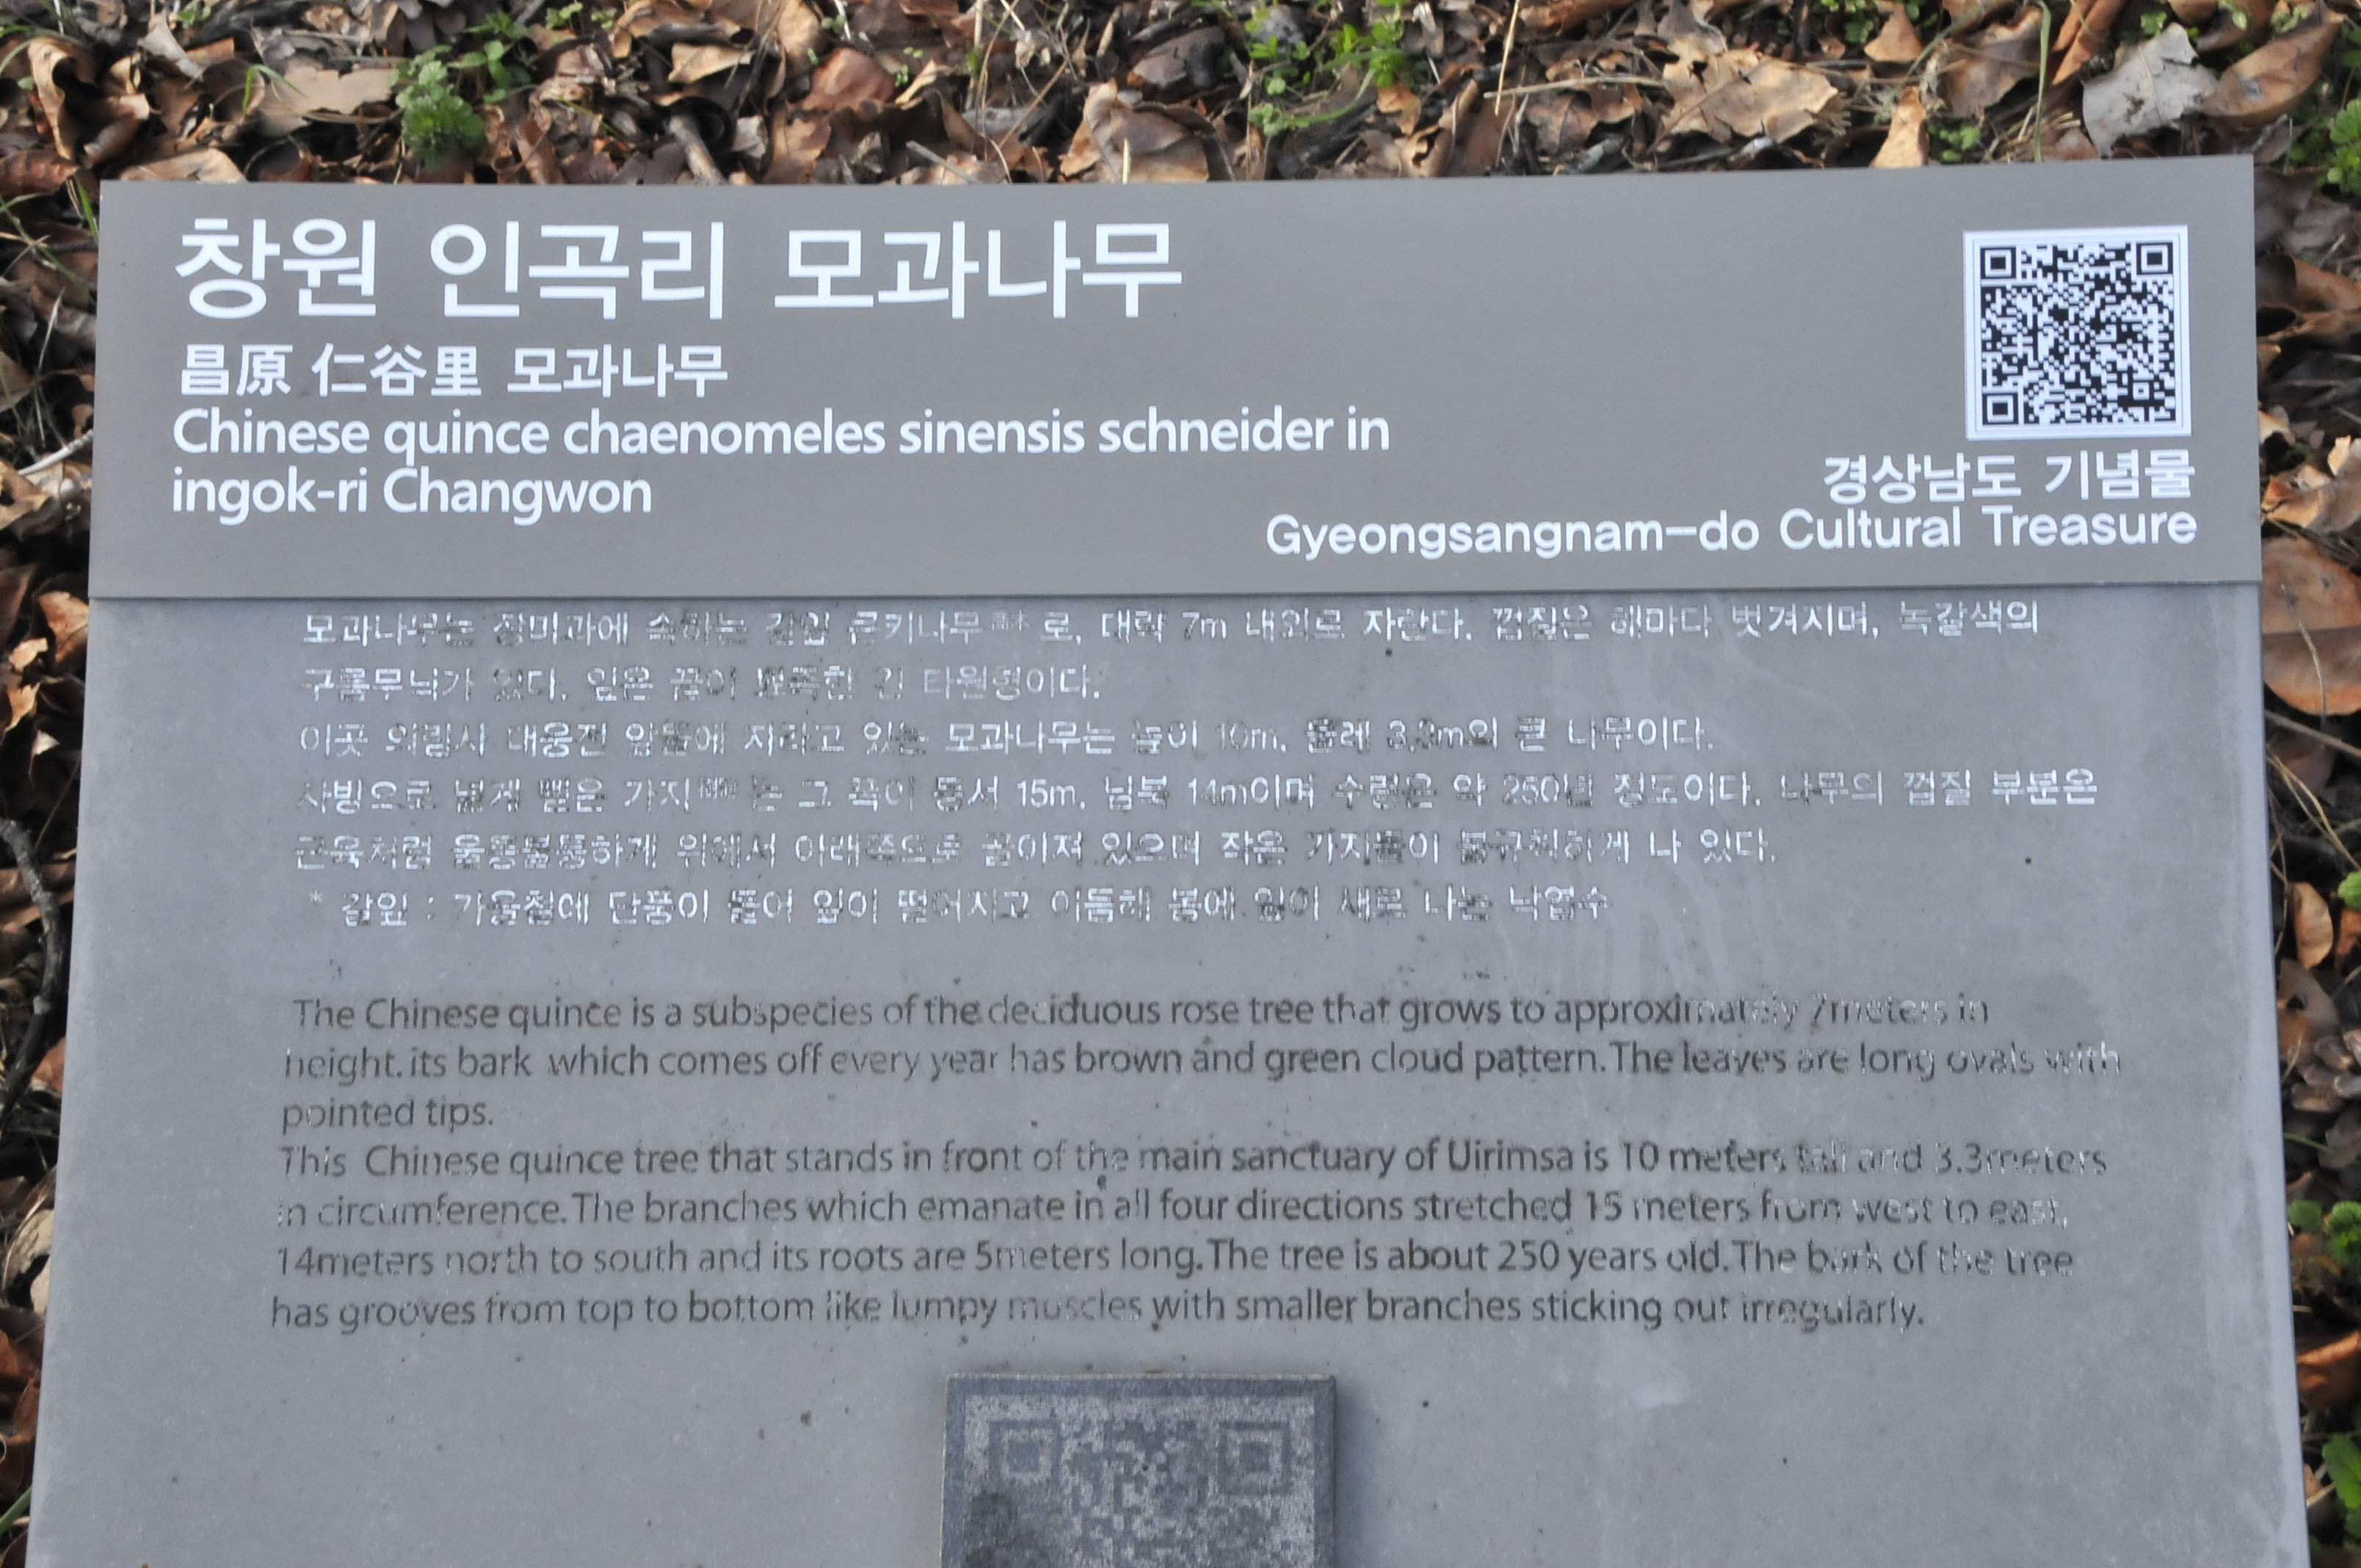 창원 인곡리 모과나무
昌原 仁谷里 모과나무
Chinese quince chaenomeles sinensis schneider in
ingok-ri Changwon
경상남도 기념물
Gyeongsangnam-do Cultural Treasure
모과나무는 장미과에 속하는 갈잎 큰키나무로, 대략 7m 내외로 자란다. 껍질은 해마다 벗겨지며, 녹갈색의
구름무늬가 있다. 잎은 끝이 뾰족한 긴 타원형이다.
이곳 의림사 대웅전 앞뜰에 자라고 있는 모과나무는 높이 10m, 둘레 3.3m의 큰 나무이다.
사방으로 넓게 뻗은 가지는 그 폭이 동서 15m, 남북 14m이며 수령은 약 250년 정도이다. 나무의 껍질 부분은
근육처럼 울퉁불퉁하게 위에서 아래쪽으로 골이져 있으며 작은 가지들이 불규칙하게 나 있다.
* 갈잎 : 가을철에 단풍이 들어 잎이 떨어지고 이듬해 봄에 잎이 새로 나는 낙엽수
The Chinese quince is a subspecies of the deciduous rose tree that grows to approximately 7meters in
height. its bark which comes off every year has brown and green cloud pattern. The leaves are long ovals with
pointed tips.
This Chinese quince tree that stands in front of the main sanctuary of Uirimsa is 10 meters tall and 3.3meters
in circumference. The branches which emanate in all four directions stretched 15 meters from west to east,
14meters north to south and its roots are 5meters long. The tree is about 250 years old. The bark of the tree
has grooves from top to bottom like lumpy muscles with smaller branches sticking out irregularly.